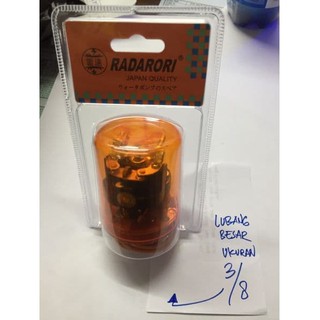 RADARORI
JAPAN QUALITY
LUBANG
BESAR
UKURAN
3/8